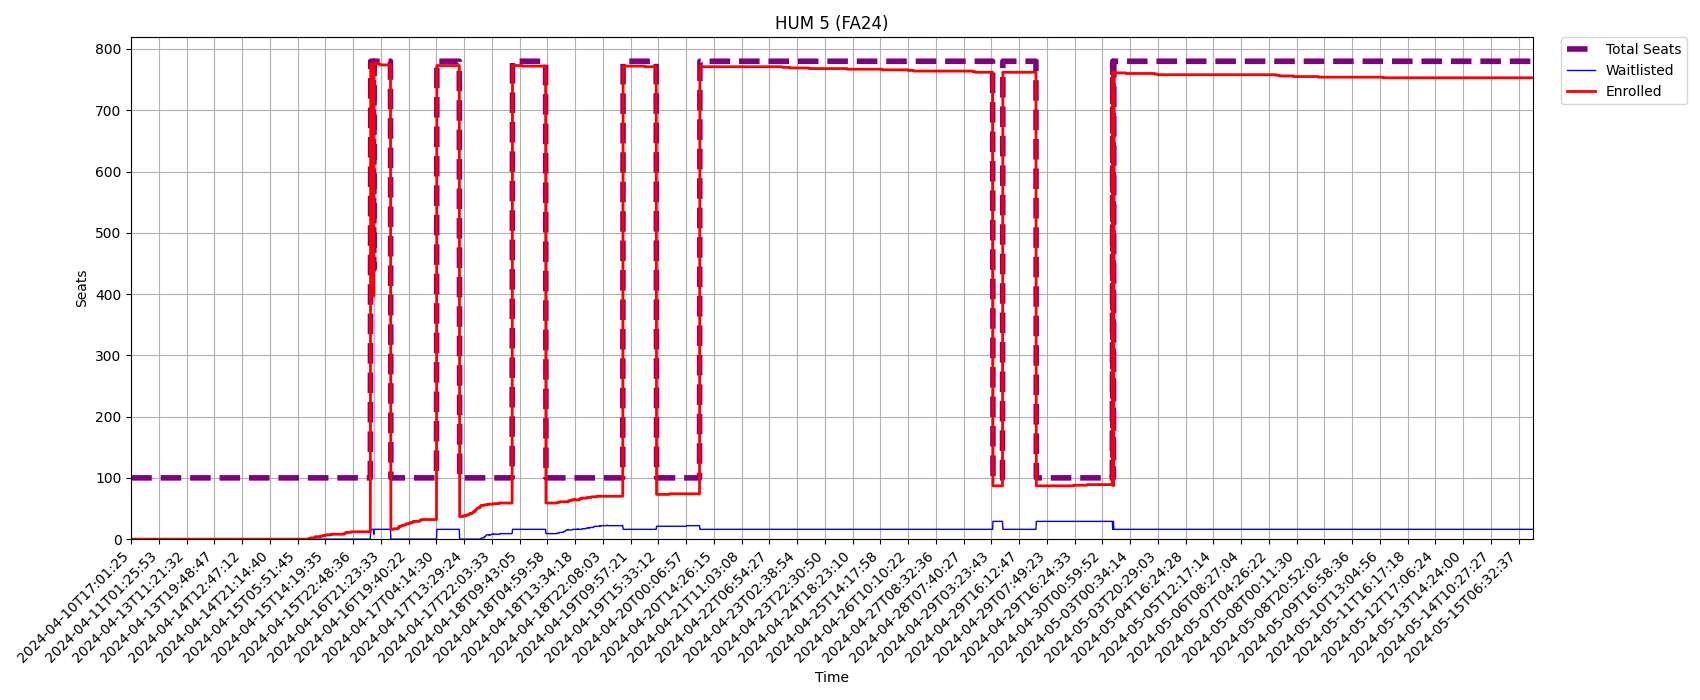 HUM 5 (FA24)
Total Seats
Waitlisted
Enrolled
800
700
600
500
400
300
200
100
0
Seats
2024-04-10T17:01:25
2024-04-11T01:25:53
2024-04-13T11:21:32
2024-04-13T19:48:47
2024-04-14T12:47:12
2024-04-14T21:14:40
2024-04-15T05:51:45
2024-04-15T14:19:35
2024-04-15T22:48:36
2024-04-16T11:23:33
2024-04-16T19:40:22
2024-04-17T04:14:30
2024-04-17T13:29:24
2024-04-17T22:03:33
2024-04-18T09:43:05
2024-04-18T04:59:58
2024-04-18T13:34:18
2024-04-18T22:08:03
2024-04-19T09:57:21
2024-04-19T15:33:12
2024-04-20T00:06:57
2024-04-20T14:26:15
2024-04-21T11:03:08
2024-04-22T06:54:27
2024-04-23T02:38:54
2024-04-23T22:30:50
2024-04-24T18:23:10
2024-04-25T14:17:58
2024-04-26T10:10:22
2024-04-27T08:32:36
2024-04-28T07:40:27
2024-04-29T03:23:43
2024-04-29T16:12:47
2024-04-29T07:49:23
2024-04-29T16:24:33
2024-04-30T00:59:52
2024-05-03T00:34:14
2024-05-03T20:29:03
2024-05-04T16:24:28
2024-05-05T12:17:14
2024-05-06T08:27:04
2024-05-07T04:26:22
2024-05-08T00:11:30
2024-05-08T20:52:02
2024-05-09T16:58:36
2024-05-10T13:04:56
2024-05-11T16:17:18
2024-05-12T17:06:24
2024-05-13T14:24:00
2024-05-14T10:27:27
2024-05-15T06:32:37
Time